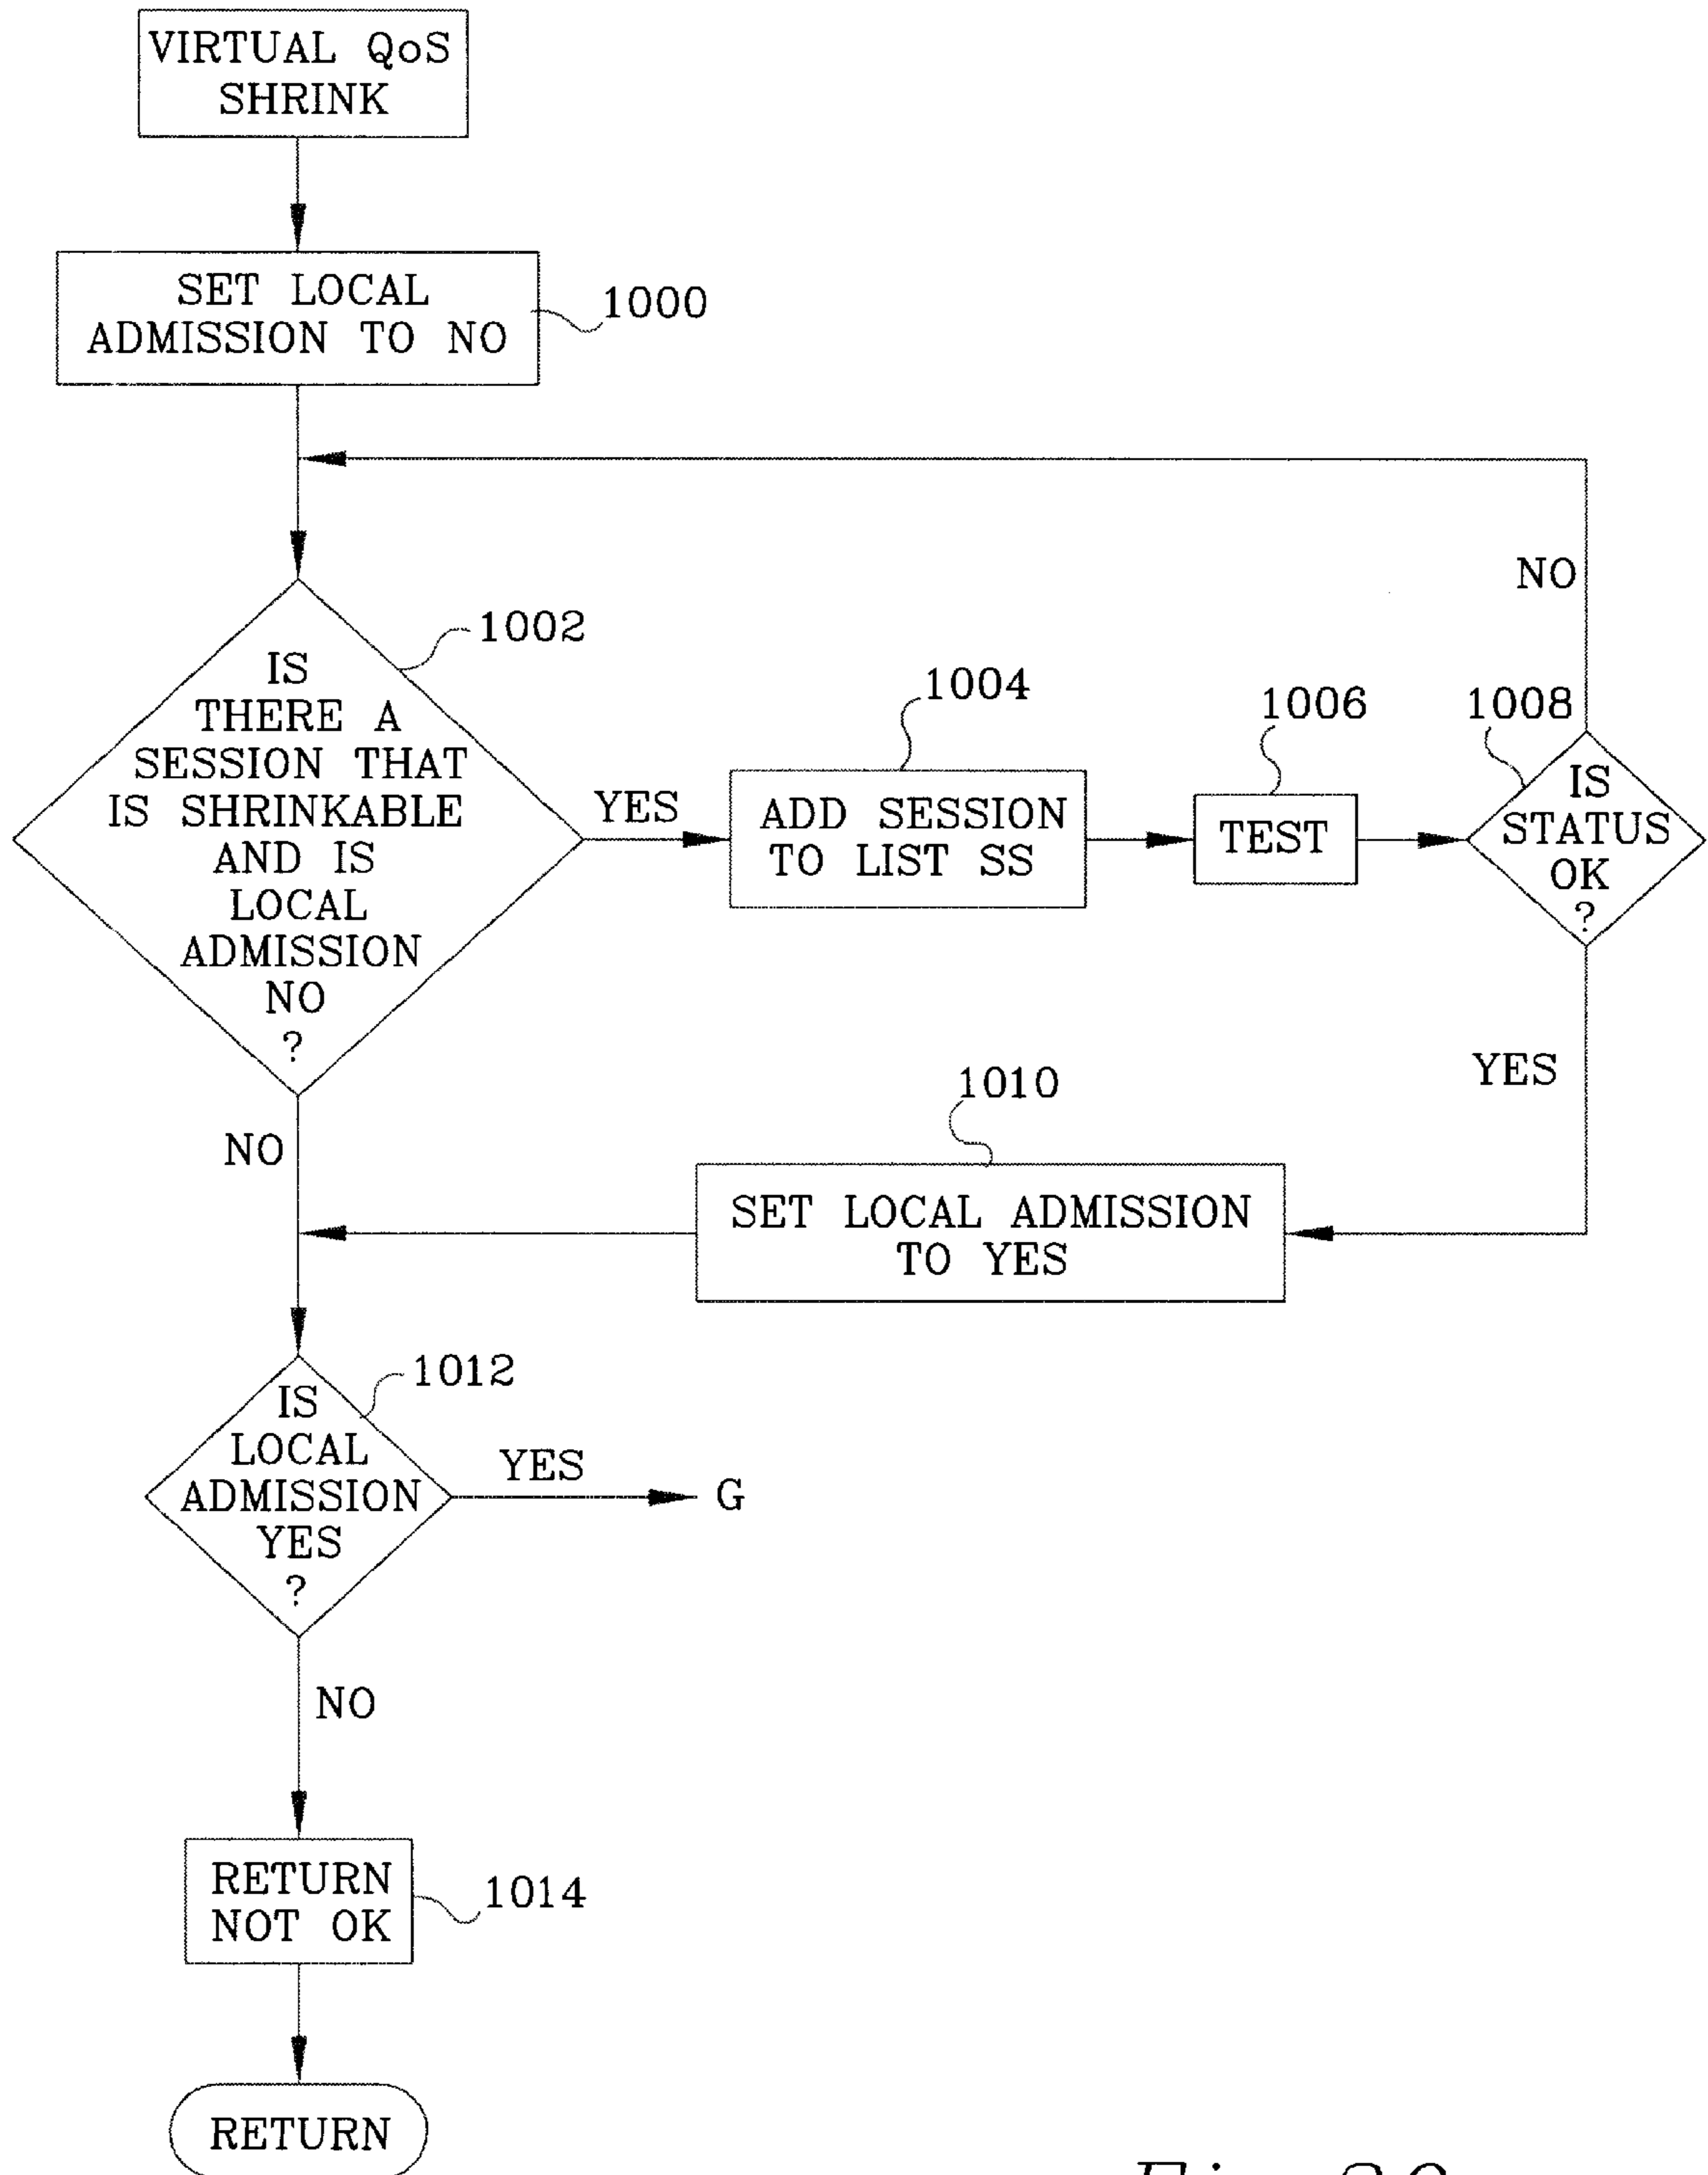 VIRTUAL QoS
SHRINK
SET LOCAL
ADMISSION TO NO
1000
NO
1002
IS
THERE A
SESSION THAT
IS SHRINKABLE
AND IS
LOCAL
ADMISSION
NO
?
YES
1004
ADD SESSION
TO LIST SS
1006
TEST
1008
IS
STATUS
OK
?
YES
NO
1010
SET LOCAL ADMISSION
TO YES
1012
IS
LOCAL
ADMISSION
YES
?
YES
G
NO
RETURN
NOT OK
1014
RETURN